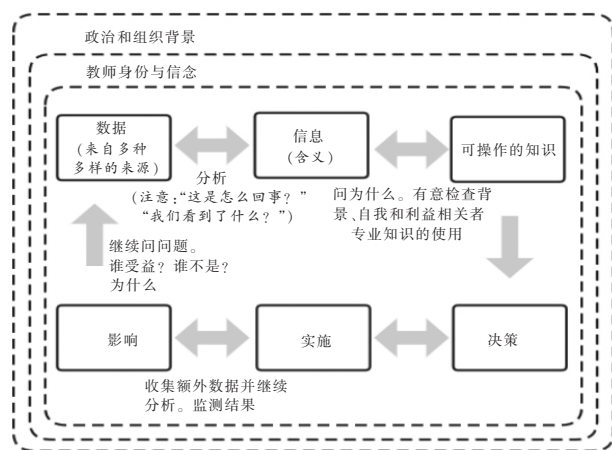 政治和组织背景
教师身份与信念
数据
(来自多种
多样的来源)
信息
(含义)
可操作的知识
分析
(注意:“这是怎么回事?”
“我们看到了什么?”)
问为什么。有意检查背
景、自我和利益相关者
专业知识的使用
继续问问题。
谁受益?谁不是?
为什么
影响
实施
决策
收集额外数据并继续
分析。监测结果